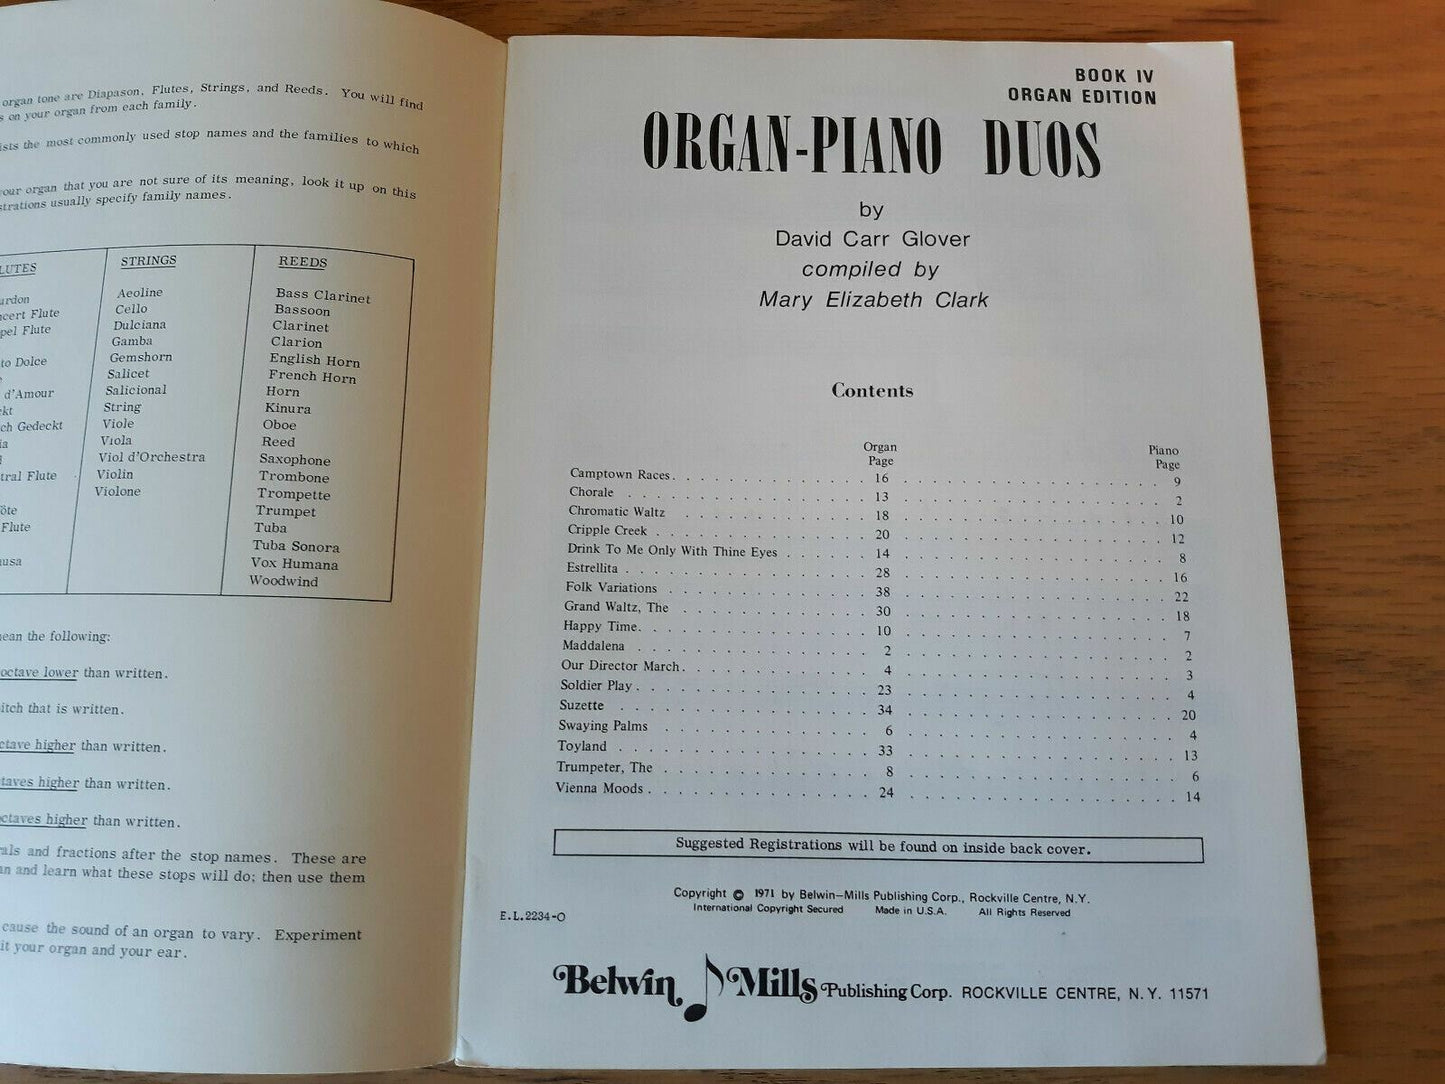 organ tone are Diapason, Flutes, Strings, and Reeds. You will find
on your organ from each family.
the most commonly used stop names and the families to which
your organ that you are not sure of its meaning, look it up on this
usually specify family names.
STRINGS
Aeoline
Cello
Dulciana
Gamba
Gemshorn
Salicet
Salicional
String
Viole
Viola
Viol d'Orchestra
Violin
Violone
REEDS
Bass Clarinet
Bassoon
Clarinet
Clarion
English Horn
French Horn
Horn
Kinura
Oboe
Reed
Saxophone
Trombone
Trompette
Trumpet
Tuba
Tuba Sonora
Vox Humana
Woodwind
Flute
Flute
Dolce
d'Amour
Gedeckt
Flute
Flute
the following:
octave lower than written.
that is written.
higher than written.
higher than written.
higher than written.
and fractions after the stop names. These are
and learn what these stops will do; then use them
cause the sound of an organ to vary. Experiment
your organ and your ear.
BOOK IV
ORGAN EDITION
ORGAN-PIANO DUOS
by
David Carr Glover
compiled by
Mary Elizabeth Clark
Contents
Organ Page Piano Page
Camptown Races. 16 9
Chorale 13 2
Chromatic Waltz 18 10
Cripple Creek 20 12
Drink To Me Only With Thine Eyes 14 8
Estrellita 28 16
Folk Variations 38 22
Grand Waltz, The 30 18
Happy Time. 10 7
Maddalena 2 2
Our Director March. 4 3
Soldier Play. 23 4
Suzette 34 20
Swaying Palms 6 4
Toyland 33 13
Trumpeter, The 8 6
Vienna Moods. 24 14
Suggested Registrations will be found on inside back cover.
Copyright © 1971 by Belwin-Mills Publishing Corp., Rockville Centre, N.Y.
International Copyright Secured Made in U.S.A. All Rights Reserved
E.L.2234-O
Belwin Mills Publishing Corp. ROCKVILLE CENTRE, N.Y. 11571